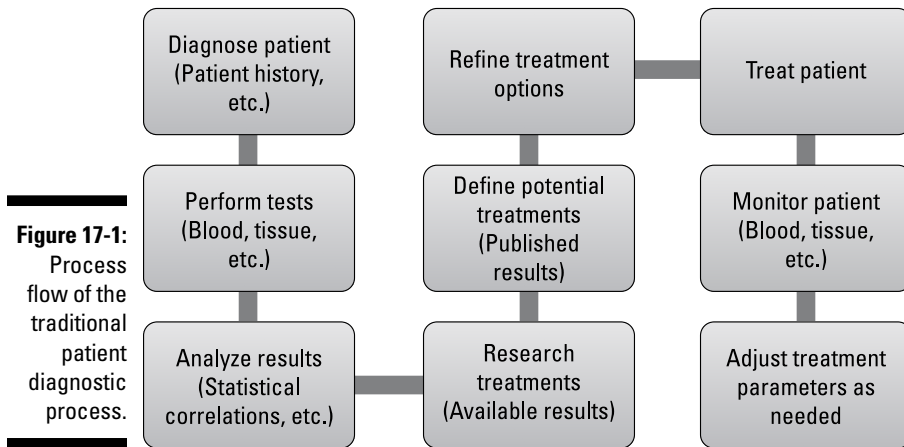 Figure 17-1:
Process
flow of the
traditional
patient
diagnostic
process.
Diagnose patient
(Patient history,
etc.)
Perform tests
(Blood, tissue,
etc.)
Analyze results
(Statistical
correlations, etc.)
Research
treatments
(Available results)
Define potential
treatments
(Published
results)
Refine treatment
options
Treat patient
Monitor patient
(Blood, tissue,
etc.)
Adjust treatment
parameters as
needed